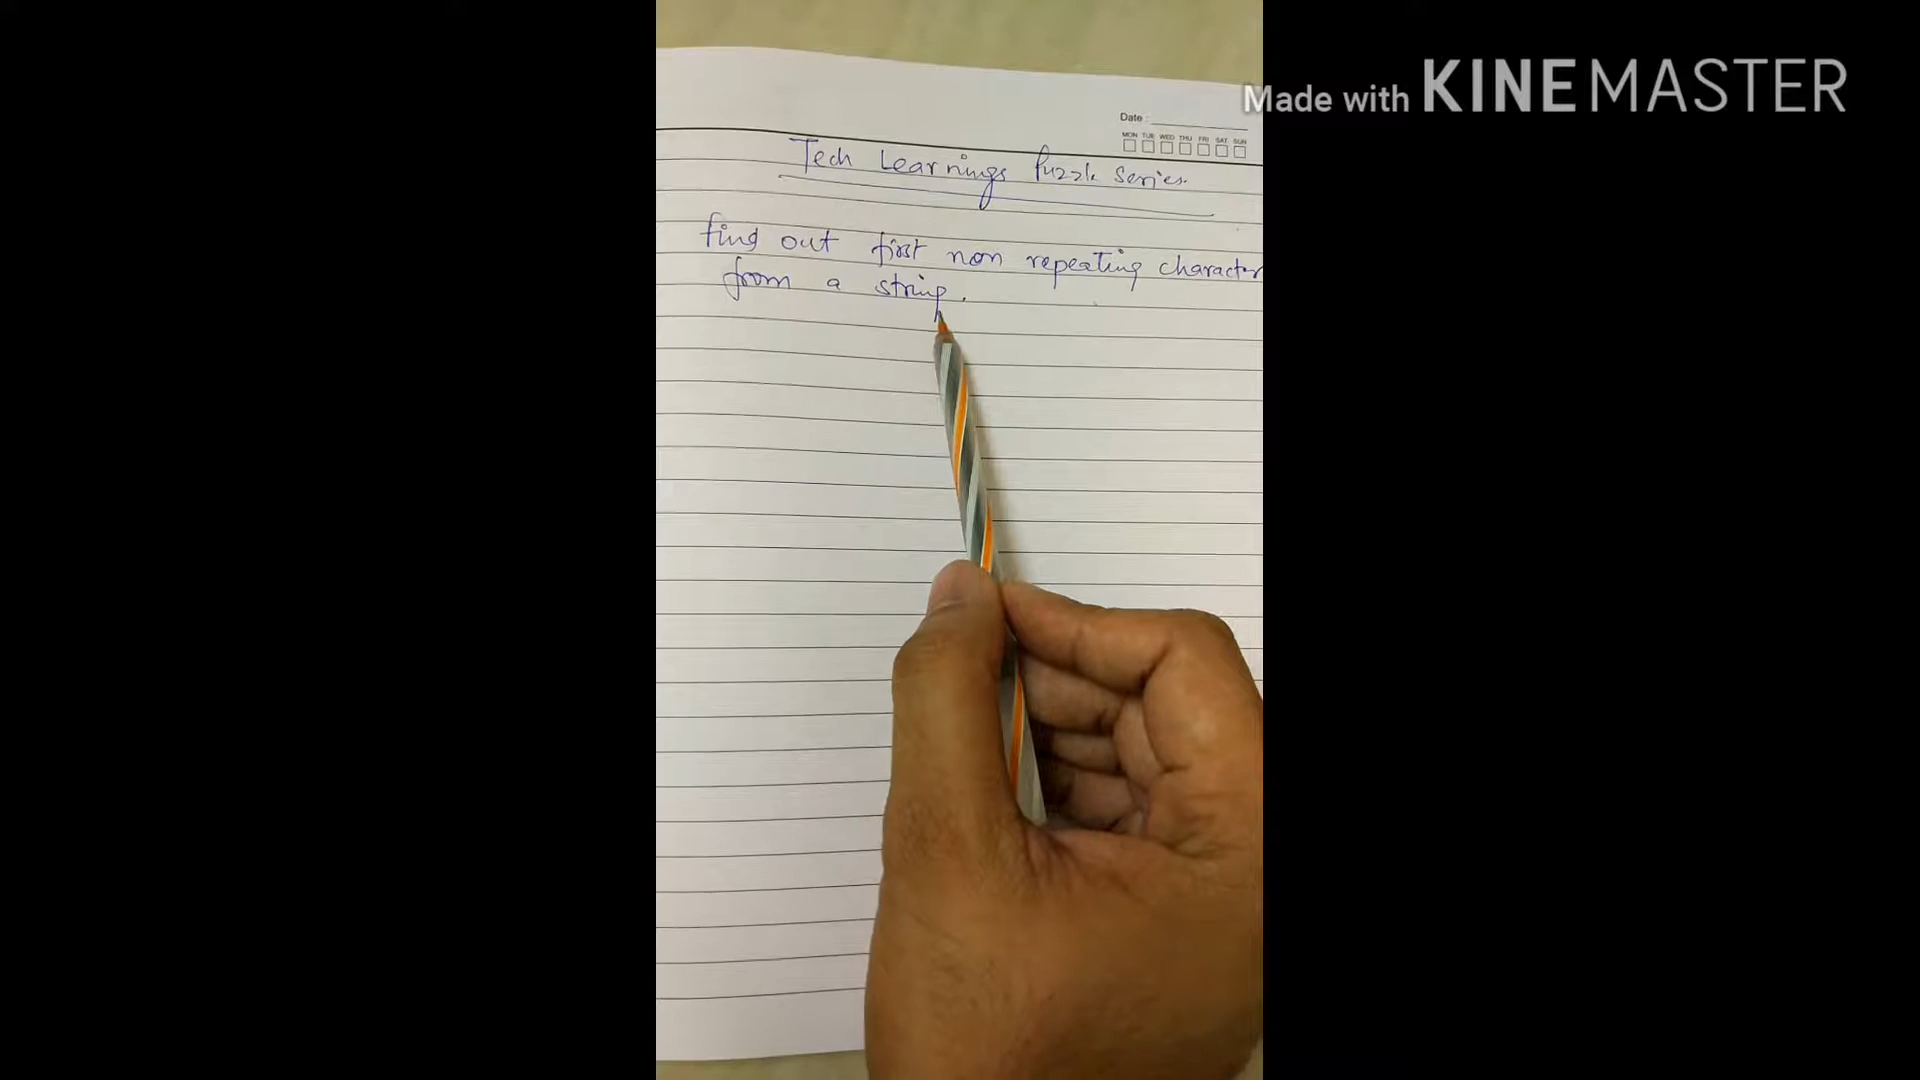 Made with KINEMASTER
Date :
MON TUE WED THU FRI SAT SUN
Tech Learnings Puzzle Series.
find out first non repeating character
from a string.